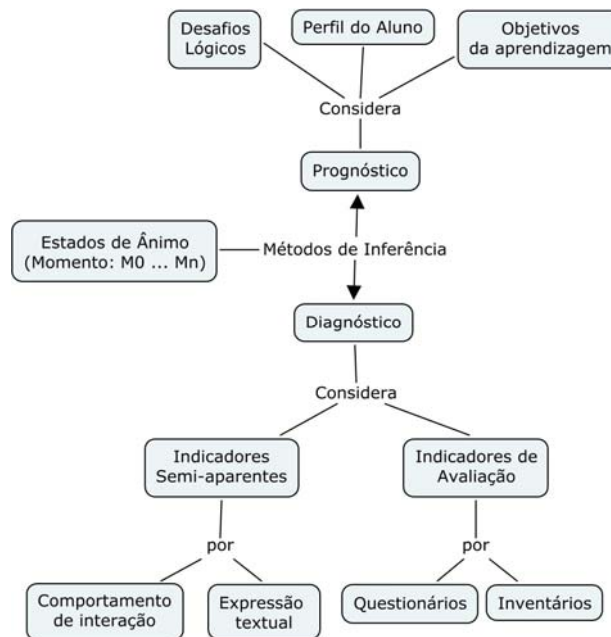 Desafios
Lógicos
Perfil do Aluno
Objetivos
da aprendizagem
Considera
Prognóstico
Estados de Ânimo
(Momento: M0 ... Mn)
Métodos de Inferência
Diagnóstico
Considera
Indicadores
Semi-aparentes
Indicadores de
Avaliação
por
por
Comportamento
de interação
Expressão
textual
Questionários
Inventários